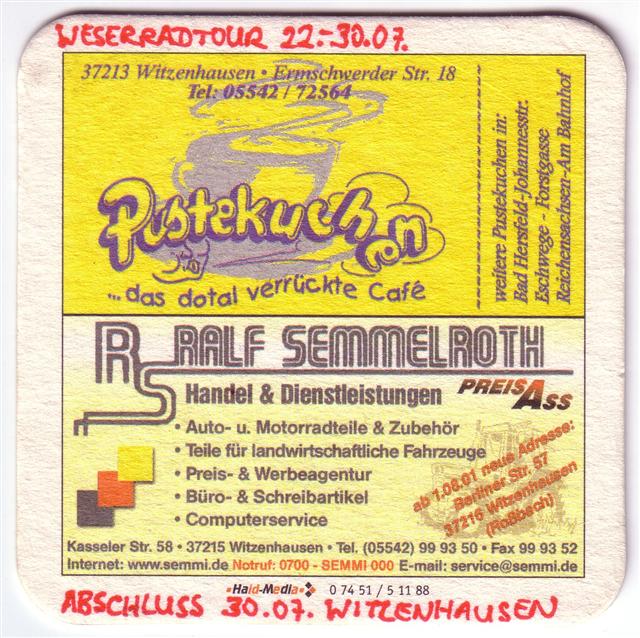 WESERRADTOUR 22.-30.07.
37213 Witzenhausen • Ermschwerder Str. 18
Tel: 05542 / 72564
Pustekuchen
...das dotal verrückte Café
weitere Pustekuchen in:
Bad Hersfeld-Johannesstr.
Eschwege - Forstgasse
Reichensachsen-Am Bahnhof
RS RALF SEMMELROTH
Handel & Dienstleistungen
PREISASS
• Auto- u. Motorradteile & Zubehör
• Teile für landwirtschaftliche Fahrzeuge
• Preis- & Werbeagentur
• Büro- & Schreibartikel
• Computerservice
ab 1.08.01 neue Adresse:
Berliner Str. 57
37216 Witzenhausen
(Roßbach)
Kasseler Str. 58 • 37215 Witzenhausen • Tel. (05542) 99 93 50 • Fax 99 93 52
Internet: www.semmi.de Notruf: 0700 - SEMMI 000 E-mail: service@semmi.de
Haid-Media 0 74 51 / 5 11 88
ABSCHLUSS 30.07. WITZENHAUSEN